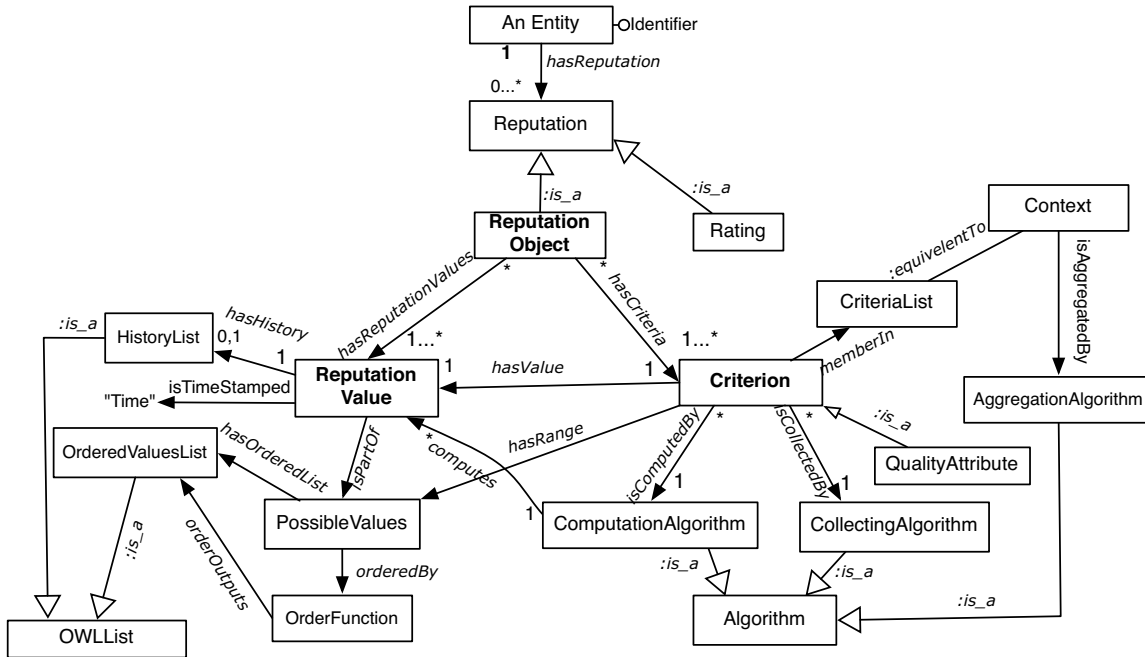 An Entity
Identifier
1
hasReputation
0...*
Reputation
:is_a
:is_a
Reputation
Object
Rating
Context
*
*
:equivelentTo
isAggregatedBy
hasReputationValues
hasCriteria
CriteriaList
:is_a
HistoryList
hasHistory
0,1
1
1...*
1
hasValue
1
1...*
memberIn
Reputation
Value
Criterion
isTimeStamped
"Time"
AggregationAlgorithm
*
*
*
:is_a
OrderedValuesList
hasOrderedList
isPartOf
computes
hasRange
isComputedBy
isCollectedBy
QualityAttribute
1
1
1
PossibleValues
ComputationAlgorithm
CollectingAlgorithm
:is_a
orderOutputs
orderedBy
:is_a
:is_a
OrderFunction
Algorithm
:is_a
OWLList